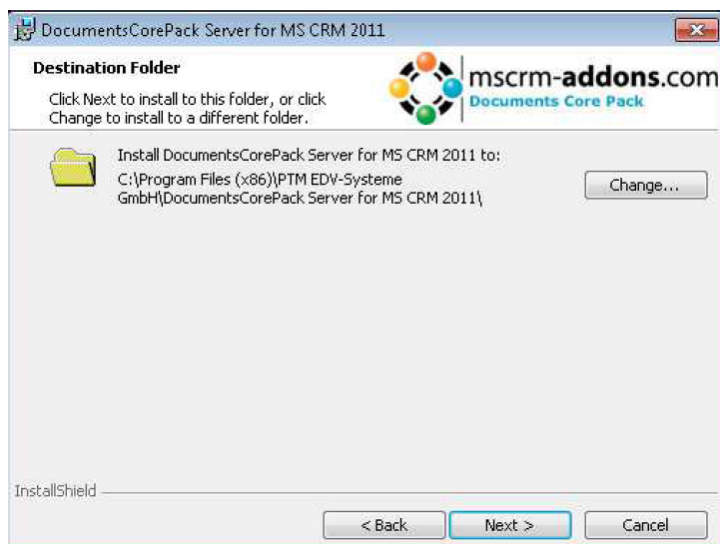 DocumentsCorePack Server for MS CRM 2011
Destination Folder
Click Next to install to this folder, or click
Change to install to a different folder.
mscrm-addons.com
Documents Core Pack
Install DocumentsCorePack Server for MS CRM 2011 to:
C:\Program Files (x86)\PTM EDV-Systeme
GmbH\DocumentsCorePack Server for MS CRM 2011\
Change...
InstallShield
< Back
Next >
Cancel